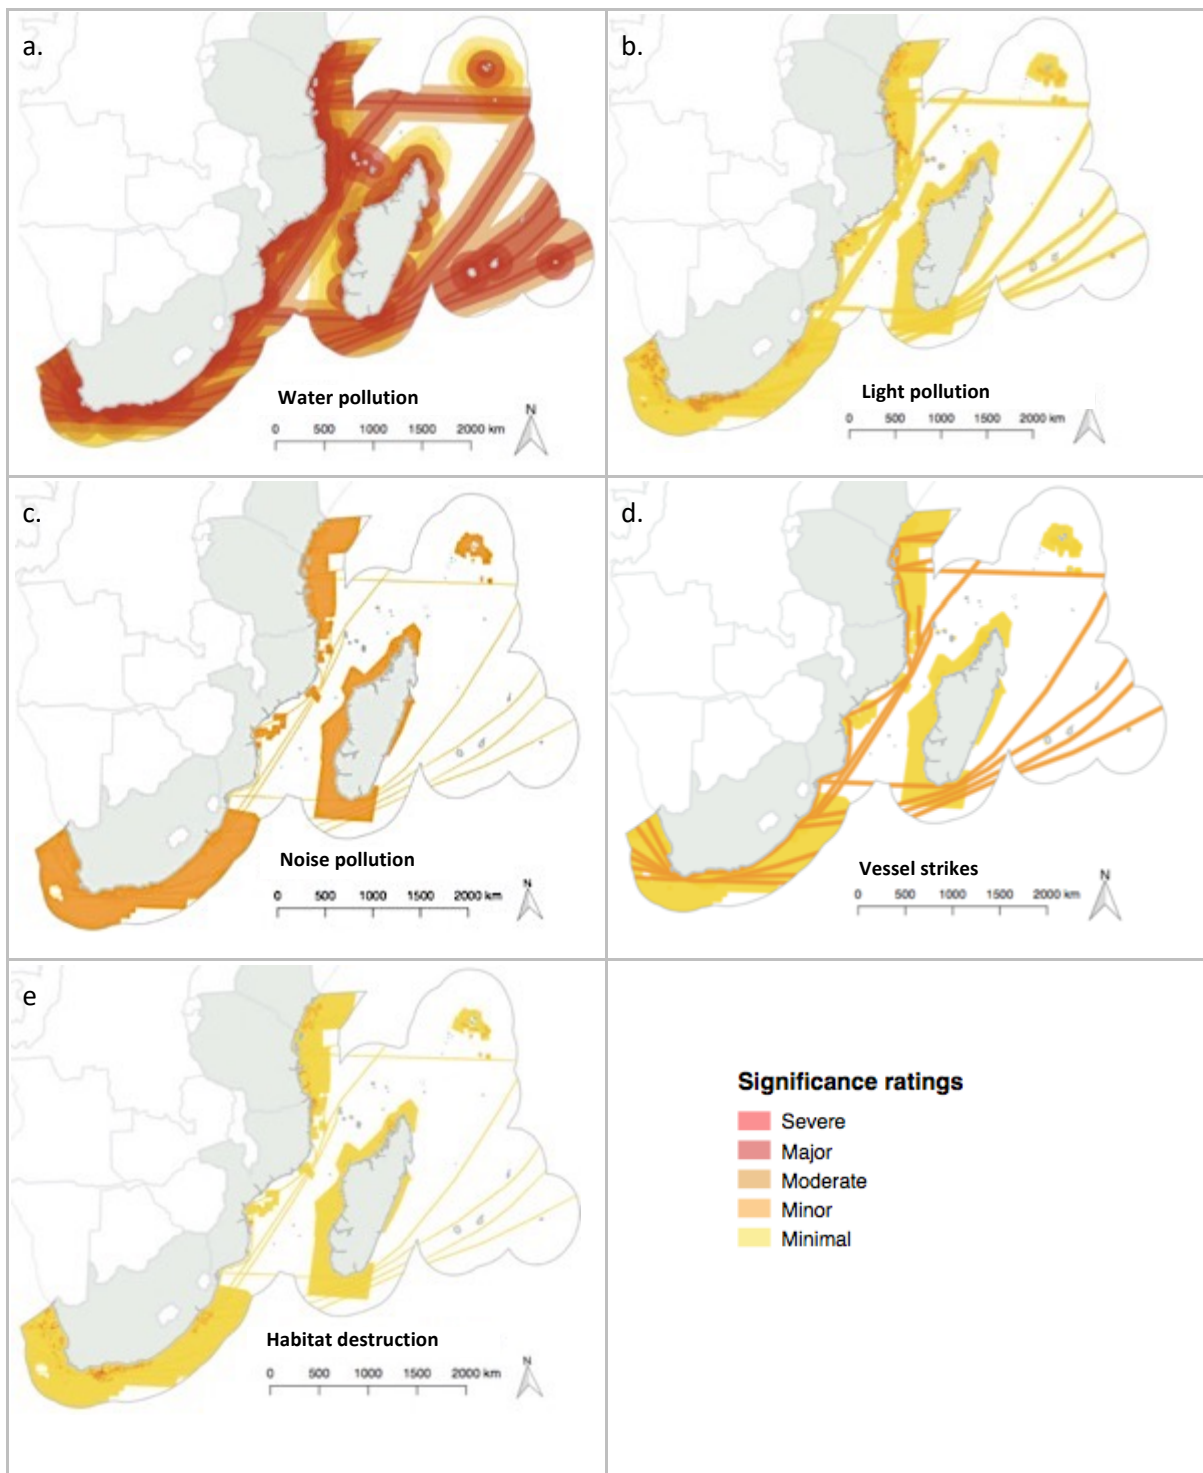 a.
Water pollution
N
0 500 1000 1500 2000 km
b.
Light pollution
N
0 500 1000 1500 2000 km
c.
Noise pollution
N
0 500 1000 1500 2000 km
d.
Vessel strikes
N
0 500 1000 1500 2000 km
e
Habitat destruction
N
0 500 1000 1500 2000 km
Significance ratings
Severe
Major
Moderate
Minor
Minimal